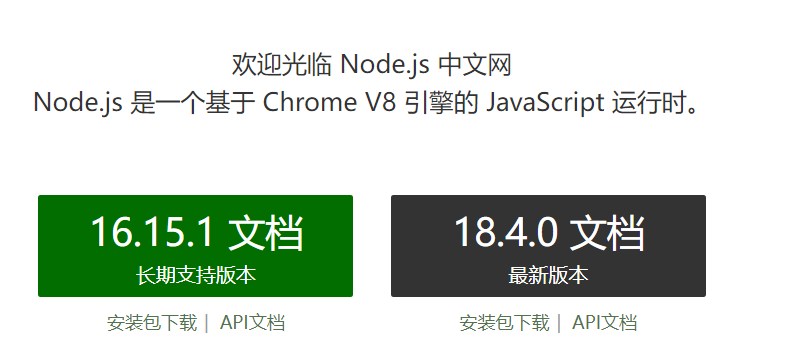 欢迎光临 Node.js 中文网
Node.js 是一个基于 Chrome V8 引擎的 JavaScript 运行时。
16.15.1 文档
长期支持版本
安装包下载｜ API文档
18.4.0 文档
最新版本
安装包下载｜ API文档